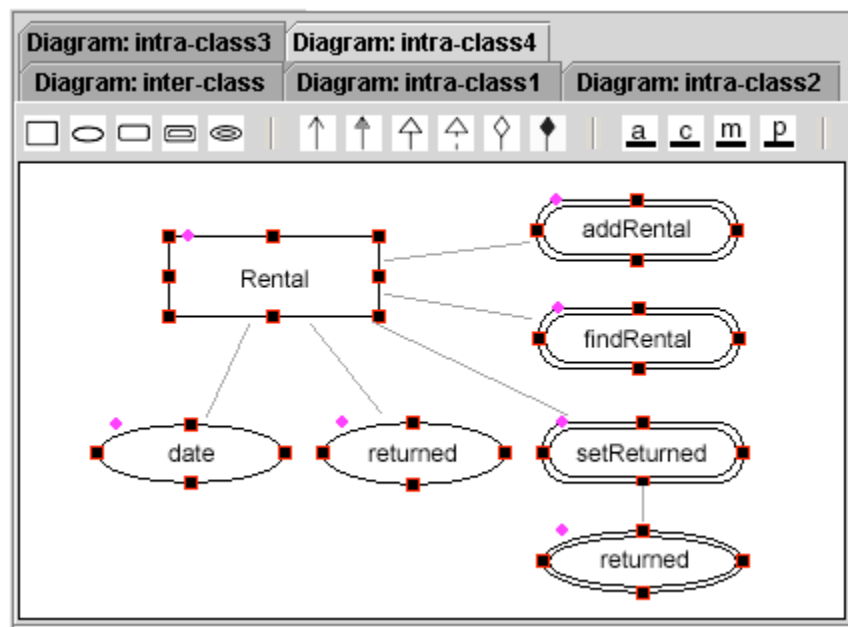 Diagram: intra-class3 Diagram: intra-class4
Diagram: inter-class Diagram: intra-class1 Diagram: intra-class2
a c m p
addRental
Rental
findRental
date returned setReturned
returned